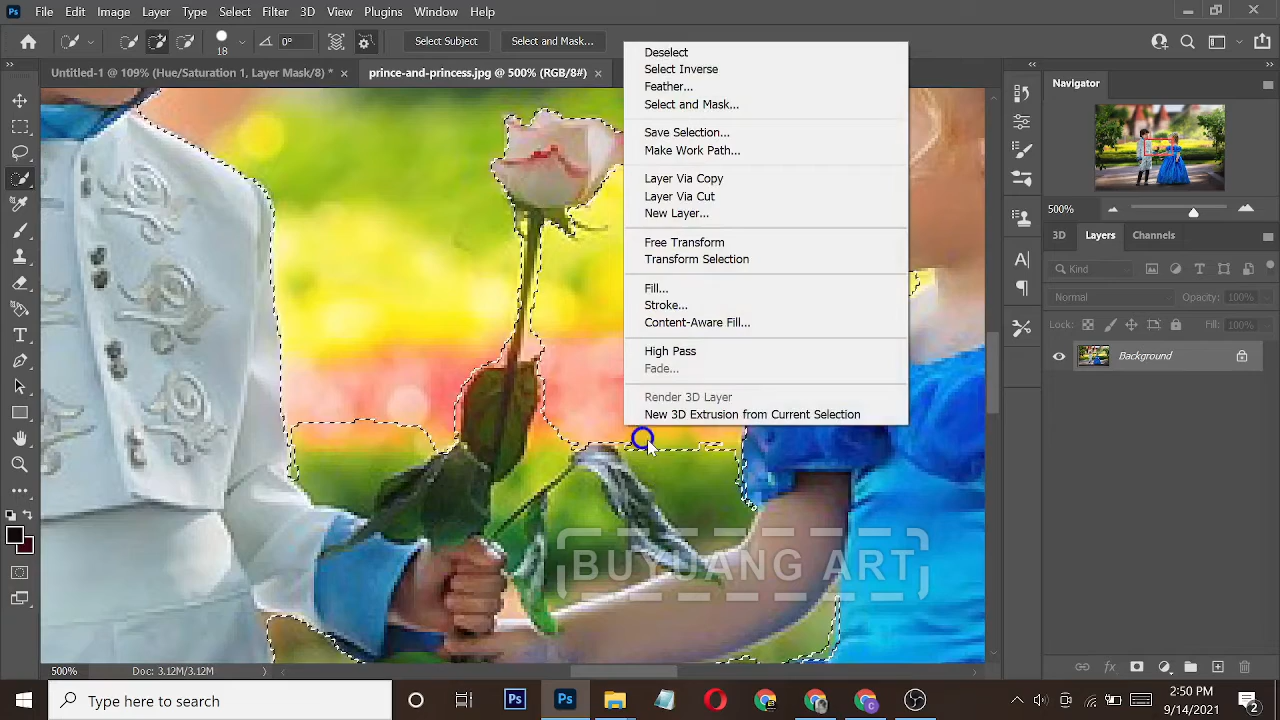 Ps File Edit Image Layer Type Select Filter 3D View Plugins Window Help
18 0° Select Subject Select and Mask...
Untitled-1 @ 109% (Hue/Saturation 1, Layer Mask/8) * × prince-and-princess.jpg @ 500% (RGB/8#) ×
Deselect
Select Inverse
Feather...
Select and Mask...
Save Selection...
Make Work Path...
Layer Via Copy
Layer Via Cut
New Layer...
Free Transform
Transform Selection
Fill...
Stroke...
Content-Aware Fill...
High Pass
Fade...
Render 3D Layer
New 3D Extrusion from Current Selection
Navigator
500%
3D Layers Channels
Kind
Normal Opacity: 100%
Lock: Fill: 100%
Background
BUYUANG ART
500% Doc: 3.12M/3.12M
Type here to search
2:50 PM
9/14/2021
2